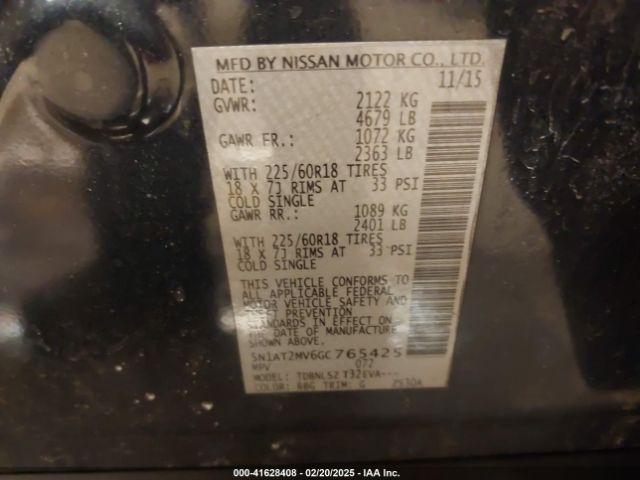 MFD BY NISSAN MOTOR CO., LTD.
DATE: 11/15
GVWR: 2122 KG
4679 LB
GAWR FR.: 1072 KG
2363 LB
WITH 225/60R18 TIRES
18 X 7J RIMS AT 33 PSI
COLD SINGLE
GAWR RR.: 1089 KG
2401 LB
WITH 225/60R18 TIRES
18 X 7J RIMS AT 33 PSI
COLD SINGLE
THIS VEHICLE CONFORMS TO
ALL APPLICABLE FEDERAL
MOTOR VEHICLE SAFETY AND
THEFT PREVENTION
STANDARDS IN EFFECT ON
THE DATE OF MANUFACTURE
SHOWN ABOVE.
5N1AT2MV6GC765425
MPV 072
MODEL: TDBNLSZ T32EVA---
COLOR: BBG TRIM: G Z530A
000-41628408 – 02/20/2025 – IAA Inc.